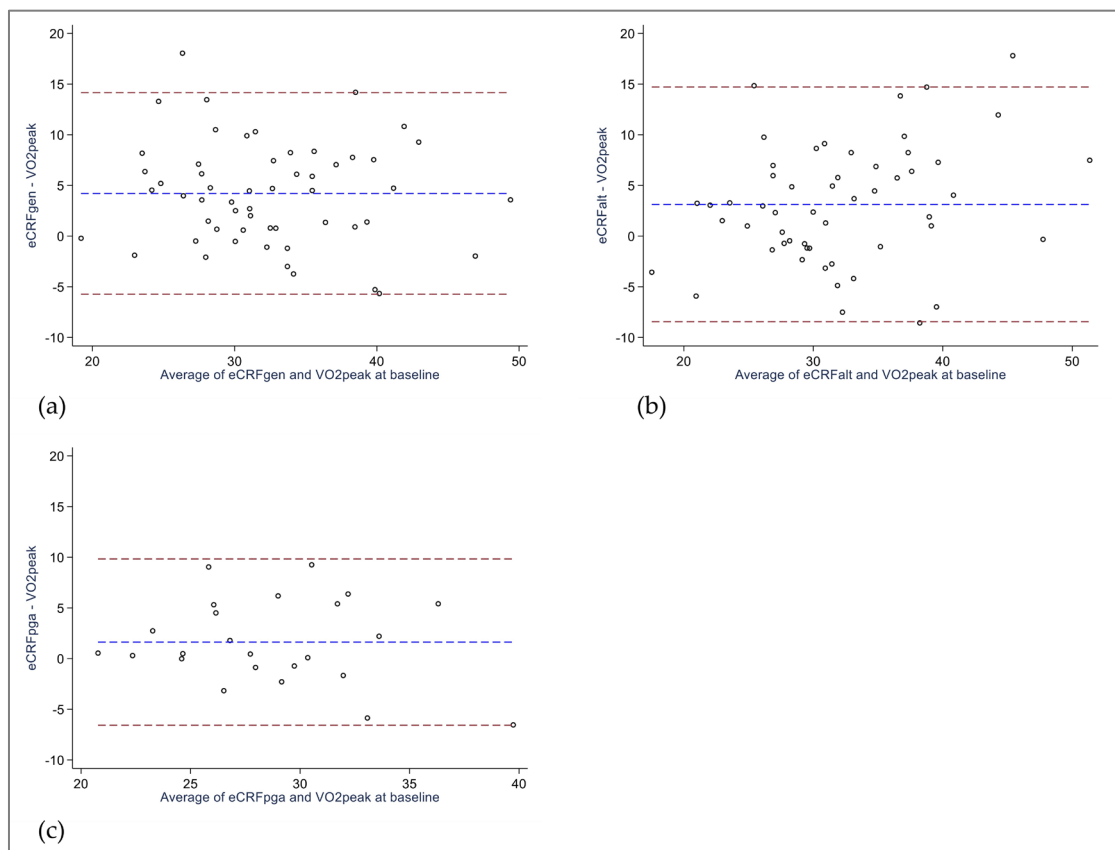 20
15
10
5
0
-5
-10
eCRFgen - VO2peak
20 30 40 50
Average of eCRFgen and VO2peak at baseline
(a)
20
15
10
5
0
-5
-10
eCRFalt - VO2peak
20 30 40 50
Average of eCRFalt and VO2peak at baseline
(b)
20
15
10
5
0
-5
-10
eCRFpga - VO2peak
20 25 30 35 40
Average of eCRFpga and VO2peak at baseline
(c)